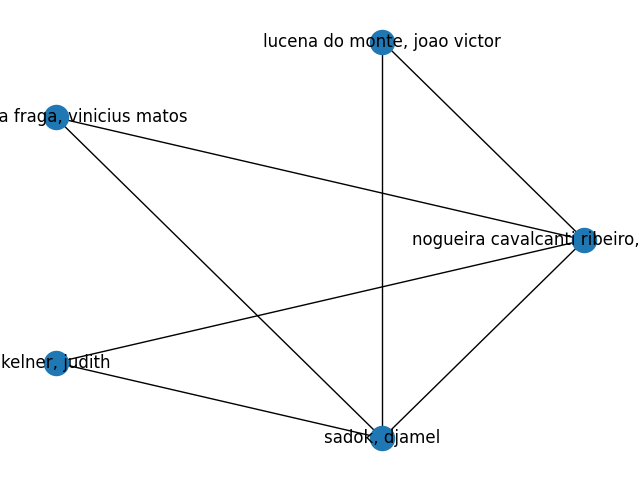 lucena do monte, joao victor
a fraga, vinicius matos
nogueira cavalcanti ribeiro,
kelner, judith
sadok, djamel